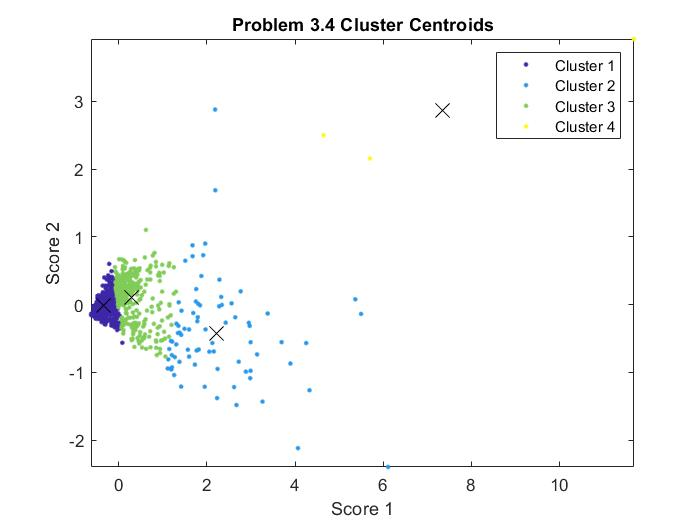 Problem 3.4 Cluster Centroids
Cluster 1
Cluster 2
Cluster 3
Cluster 4
3
2
1
0
-1
-2
Score 2
0
2
4
6
8
10
Score 1